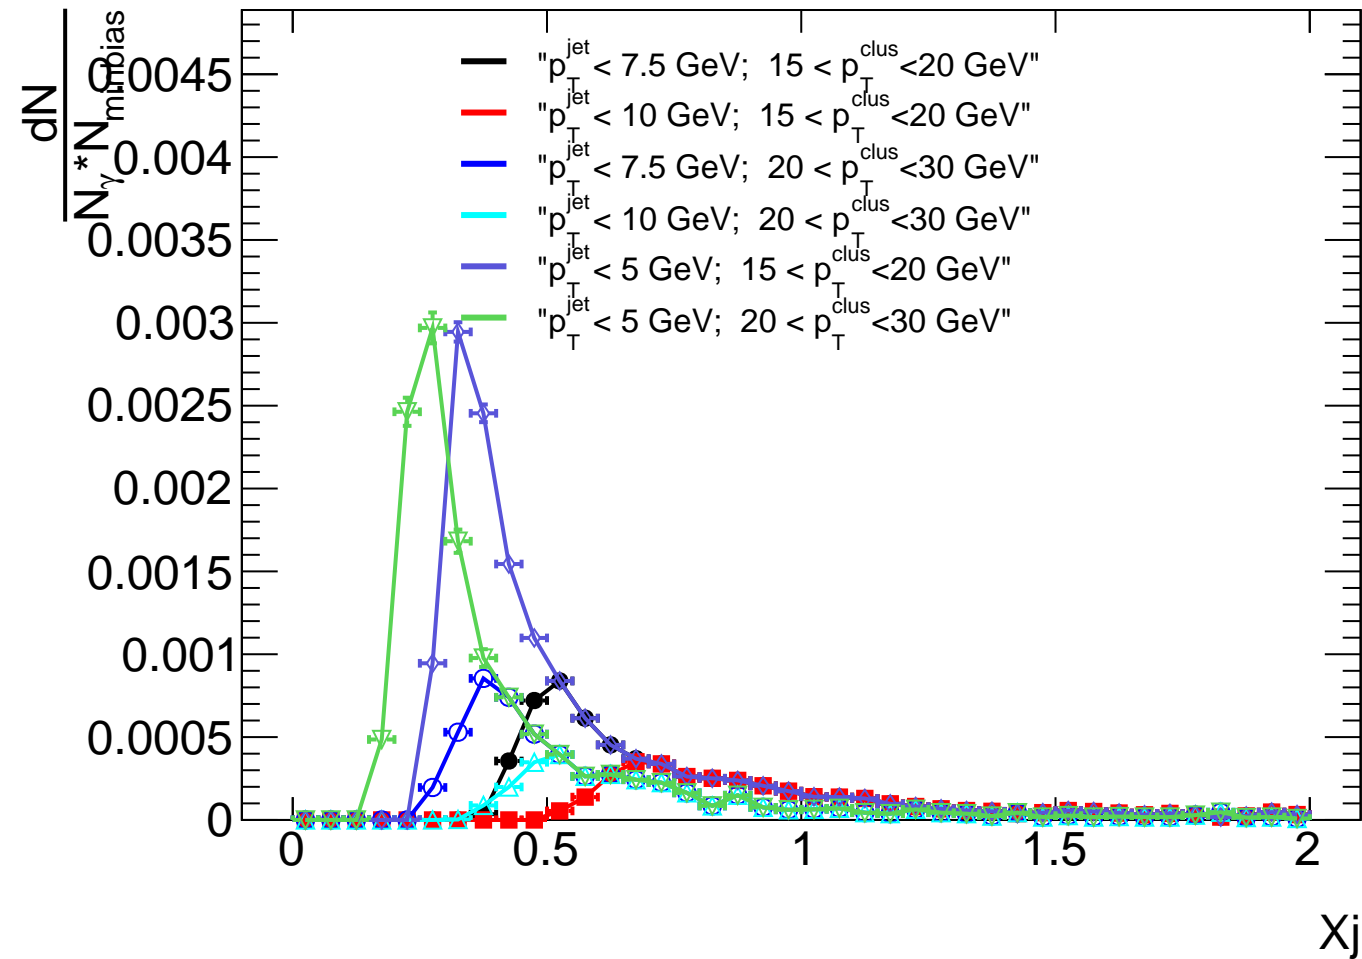 dN
N_γ*N_minbias
0.0045
0.004
0.0035
0.003
0.0025
0.002
0.0015
0.001
0.0005
0
"p_T^jet < 7.5 GeV; 15 < p_T^clus <20 GeV"
"p_T^jet < 10 GeV; 15 < p_T^clus <20 GeV"
"p_T^jet < 7.5 GeV; 20 < p_T^clus <30 GeV"
"p_T^jet < 10 GeV; 20 < p_T^clus <30 GeV"
"p_T^jet < 5 GeV; 15 < p_T^clus <20 GeV"
"p_T^jet < 5 GeV; 20 < p_T^clus <30 GeV"
0 0.5 1 1.5 2
Xj